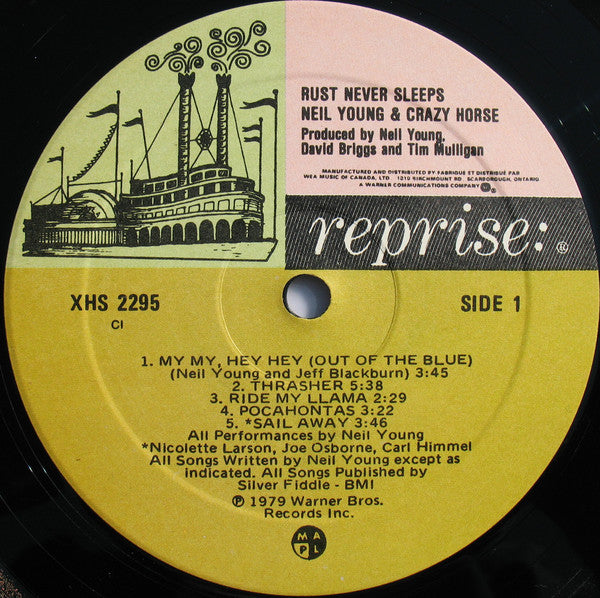 RUST NEVER SLEEPS
NEIL YOUNG & CRAZY HORSE
Produced by Neil Young,
David Briggs and Tim Mulligan
MANUFACTURED AND DISTRIBUTED BY/FABRIQUE ET DISTRIBUE PAR
WEA MUSIC OF CANADA, LTD 1210 BIRCHMOUNT RD., SCARBOROUGH, ONTARIO
A WARNER COMMUNICATIONS COMPANY
reprise: ®
XHS 2295
SIDE 1
CI
1. MY MY, HEY HEY (OUT OF THE BLUE)
(Neil Young and Jeff Blackburn) 3:45
2. THRASHER 5:38
3. RIDE MY LLAMA 2:29
4. POCAHONTAS 3:22
5. *SAIL AWAY 3:46
All Performances by Neil Young
*Nicolette Larson, Joe Osborne, Carl Himmel
All Songs Written by Neil Young except as
indicated. All Songs Published by
Silver Fiddle - BMI
℗ 1979 Warner Bros.
Records Inc.
M A
P L